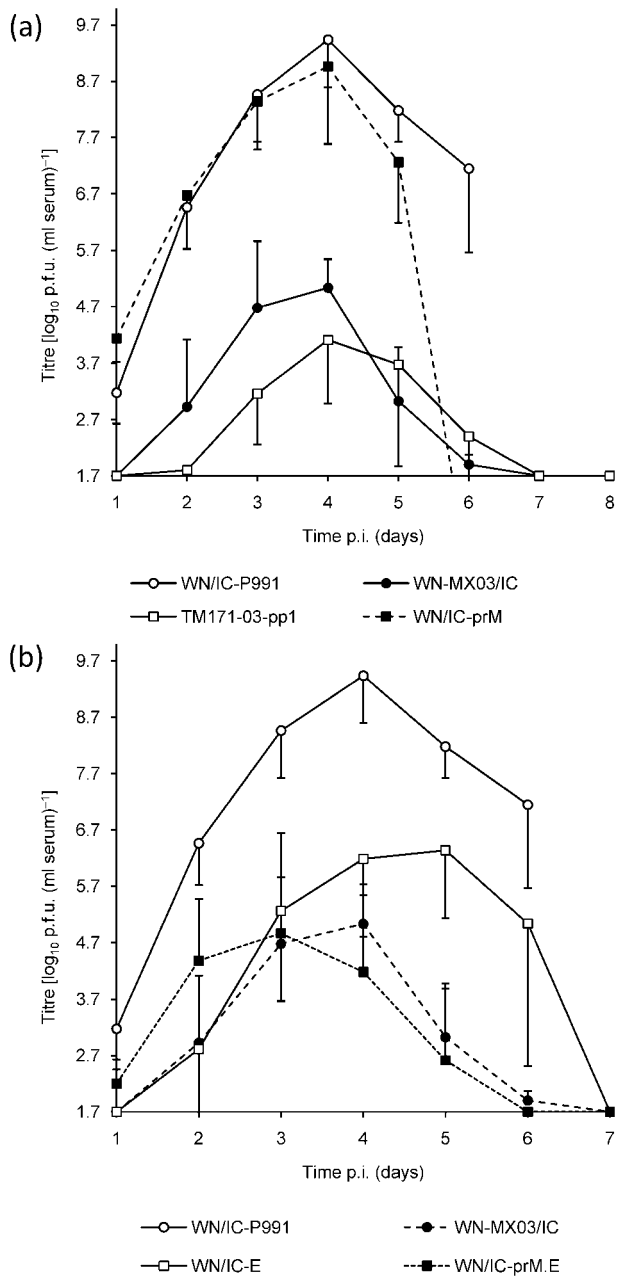 (a)
Titre [log₁₀ p.f.u. (ml serum)⁻¹]
9.7
8.7
7.7
6.7
5.7
4.7
3.7
2.7
1.7
1 2 3 4 5 6 7 8
Time p.i. (days)
WN/IC-P991 WN-MX03/IC
TM171-03-pp1 WN/IC-prM
(b)
Titre [log₁₀ p.f.u. (ml serum)⁻¹]
9.7
8.7
7.7
6.7
5.7
4.7
3.7
2.7
1.7
1 2 3 4 5 6 7
Time p.i. (days)
WN/IC-P991 WN-MX03/IC
WN/IC-E WN/IC-prM.E